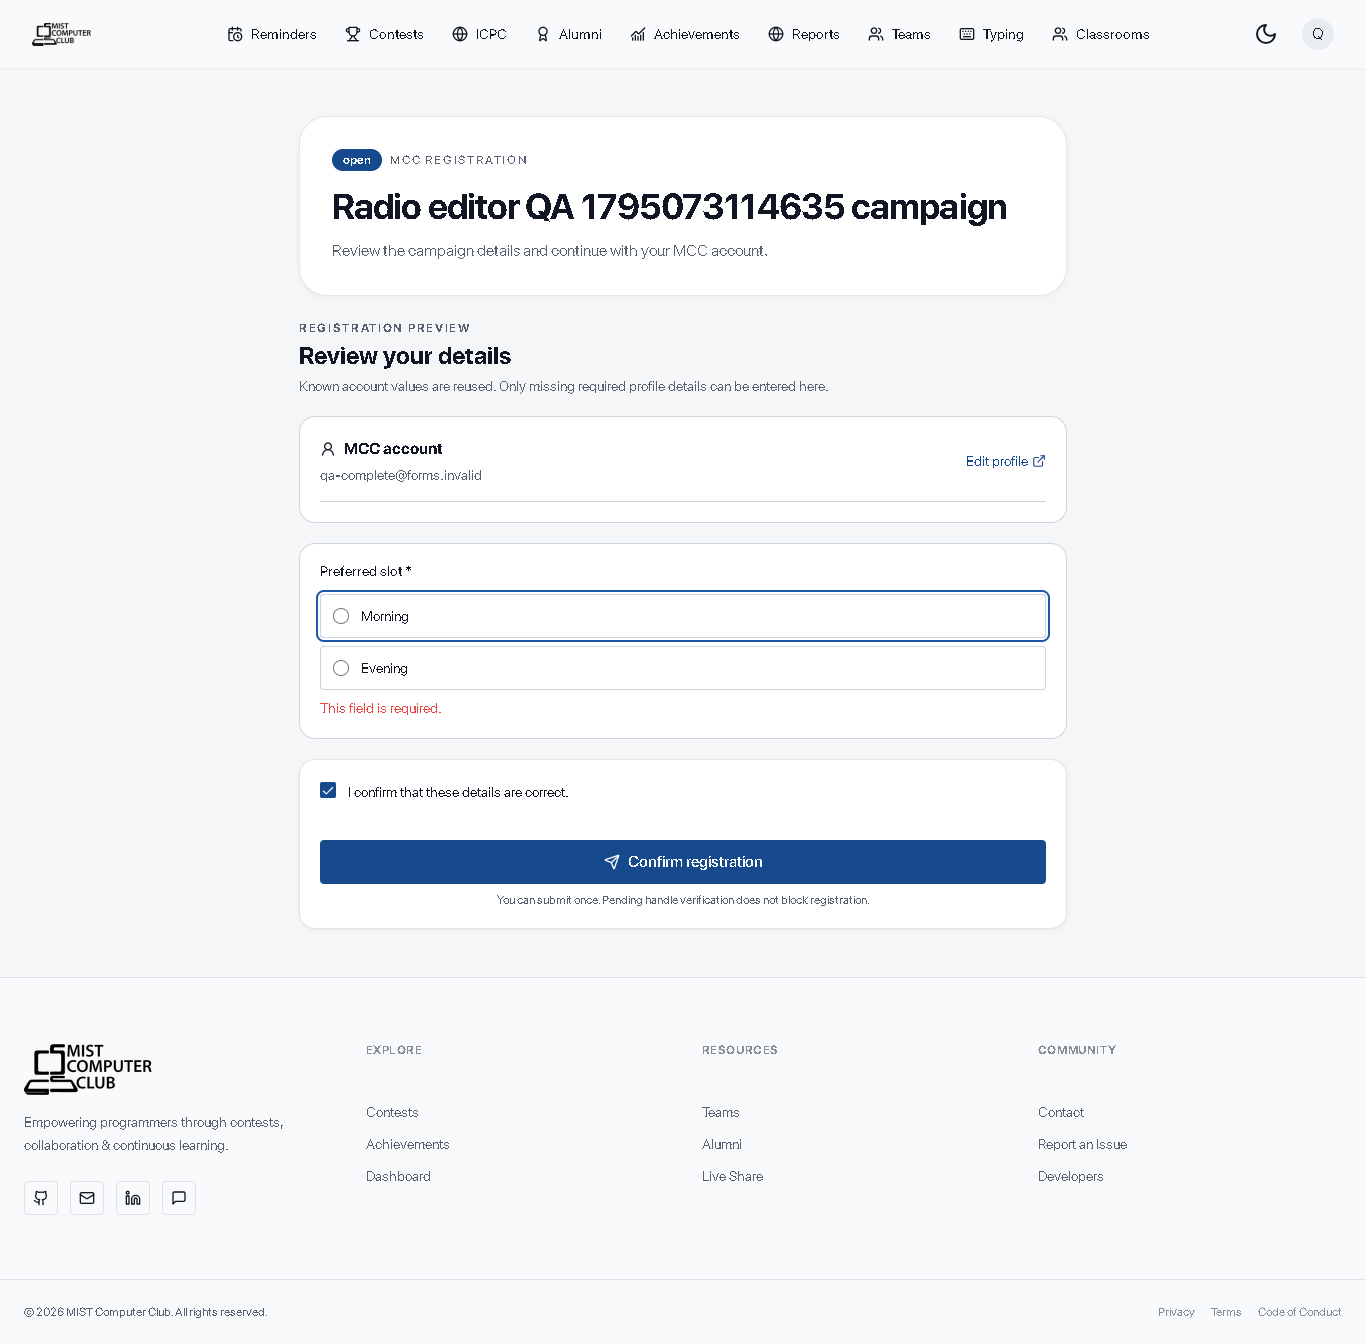 MIST
COMPUTER
CLUB
Reminders
Contests
ICPC
Alumni
Achievements
Reports
Teams
Typing
Classrooms
Q
open
MCC REGISTRATION
Radio editor QA 1795073114635 campaign
Review the campaign details and continue with your MCC account.
REGISTRATION PREVIEW
Review your details
Known account values are reused. Only missing required profile details can be entered here.
MCC account
qa-complete@forms.invalid
Edit profile
Preferred slot *
Morning
Evening
This field is required.
I confirm that these details are correct.
Confirm registration
You can submit once. Pending handle verification does not block registration.
MIST
COMPUTER
CLUB
Empowering programmers through contests,
collaboration & continuous learning.
EXPLORE
Contests
Achievements
Dashboard
RESOURCES
Teams
Alumni
Live Share
COMMUNITY
Contact
Report an Issue
Developers
© 2026 MIST Computer Club. All rights reserved.
Privacy
Terms
Code of Conduct